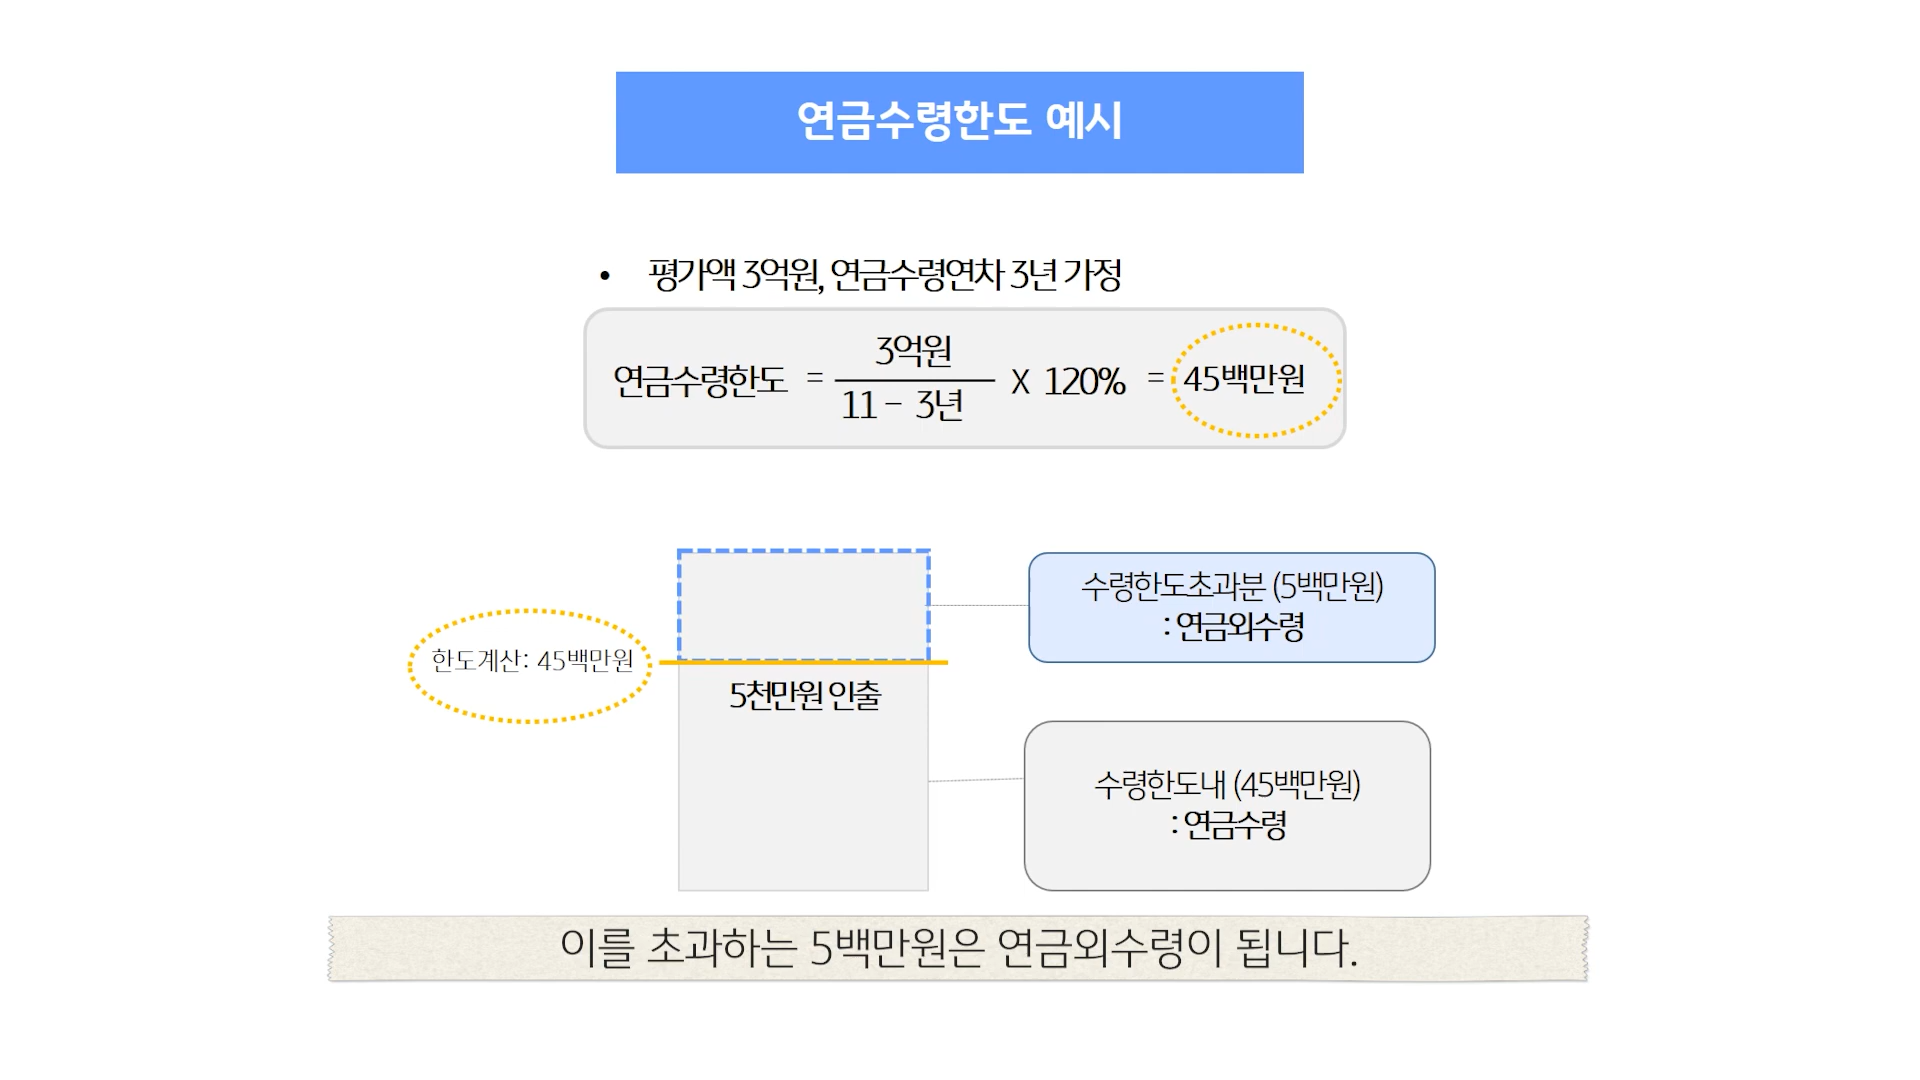 연금수령한도 예시
• 평가액 3억원, 연금수령연차 3년 가정
3억원
연금수령한도 = X 120% = 45백만원
11 – 3년
수령한도초과분 (5백만원)
: 연금외수령
한도계산: 45백만원
5천만원 인출
수령한도내 (45백만원)
: 연금수령
이를 초과하는 5백만원은 연금외수령이 됩니다.